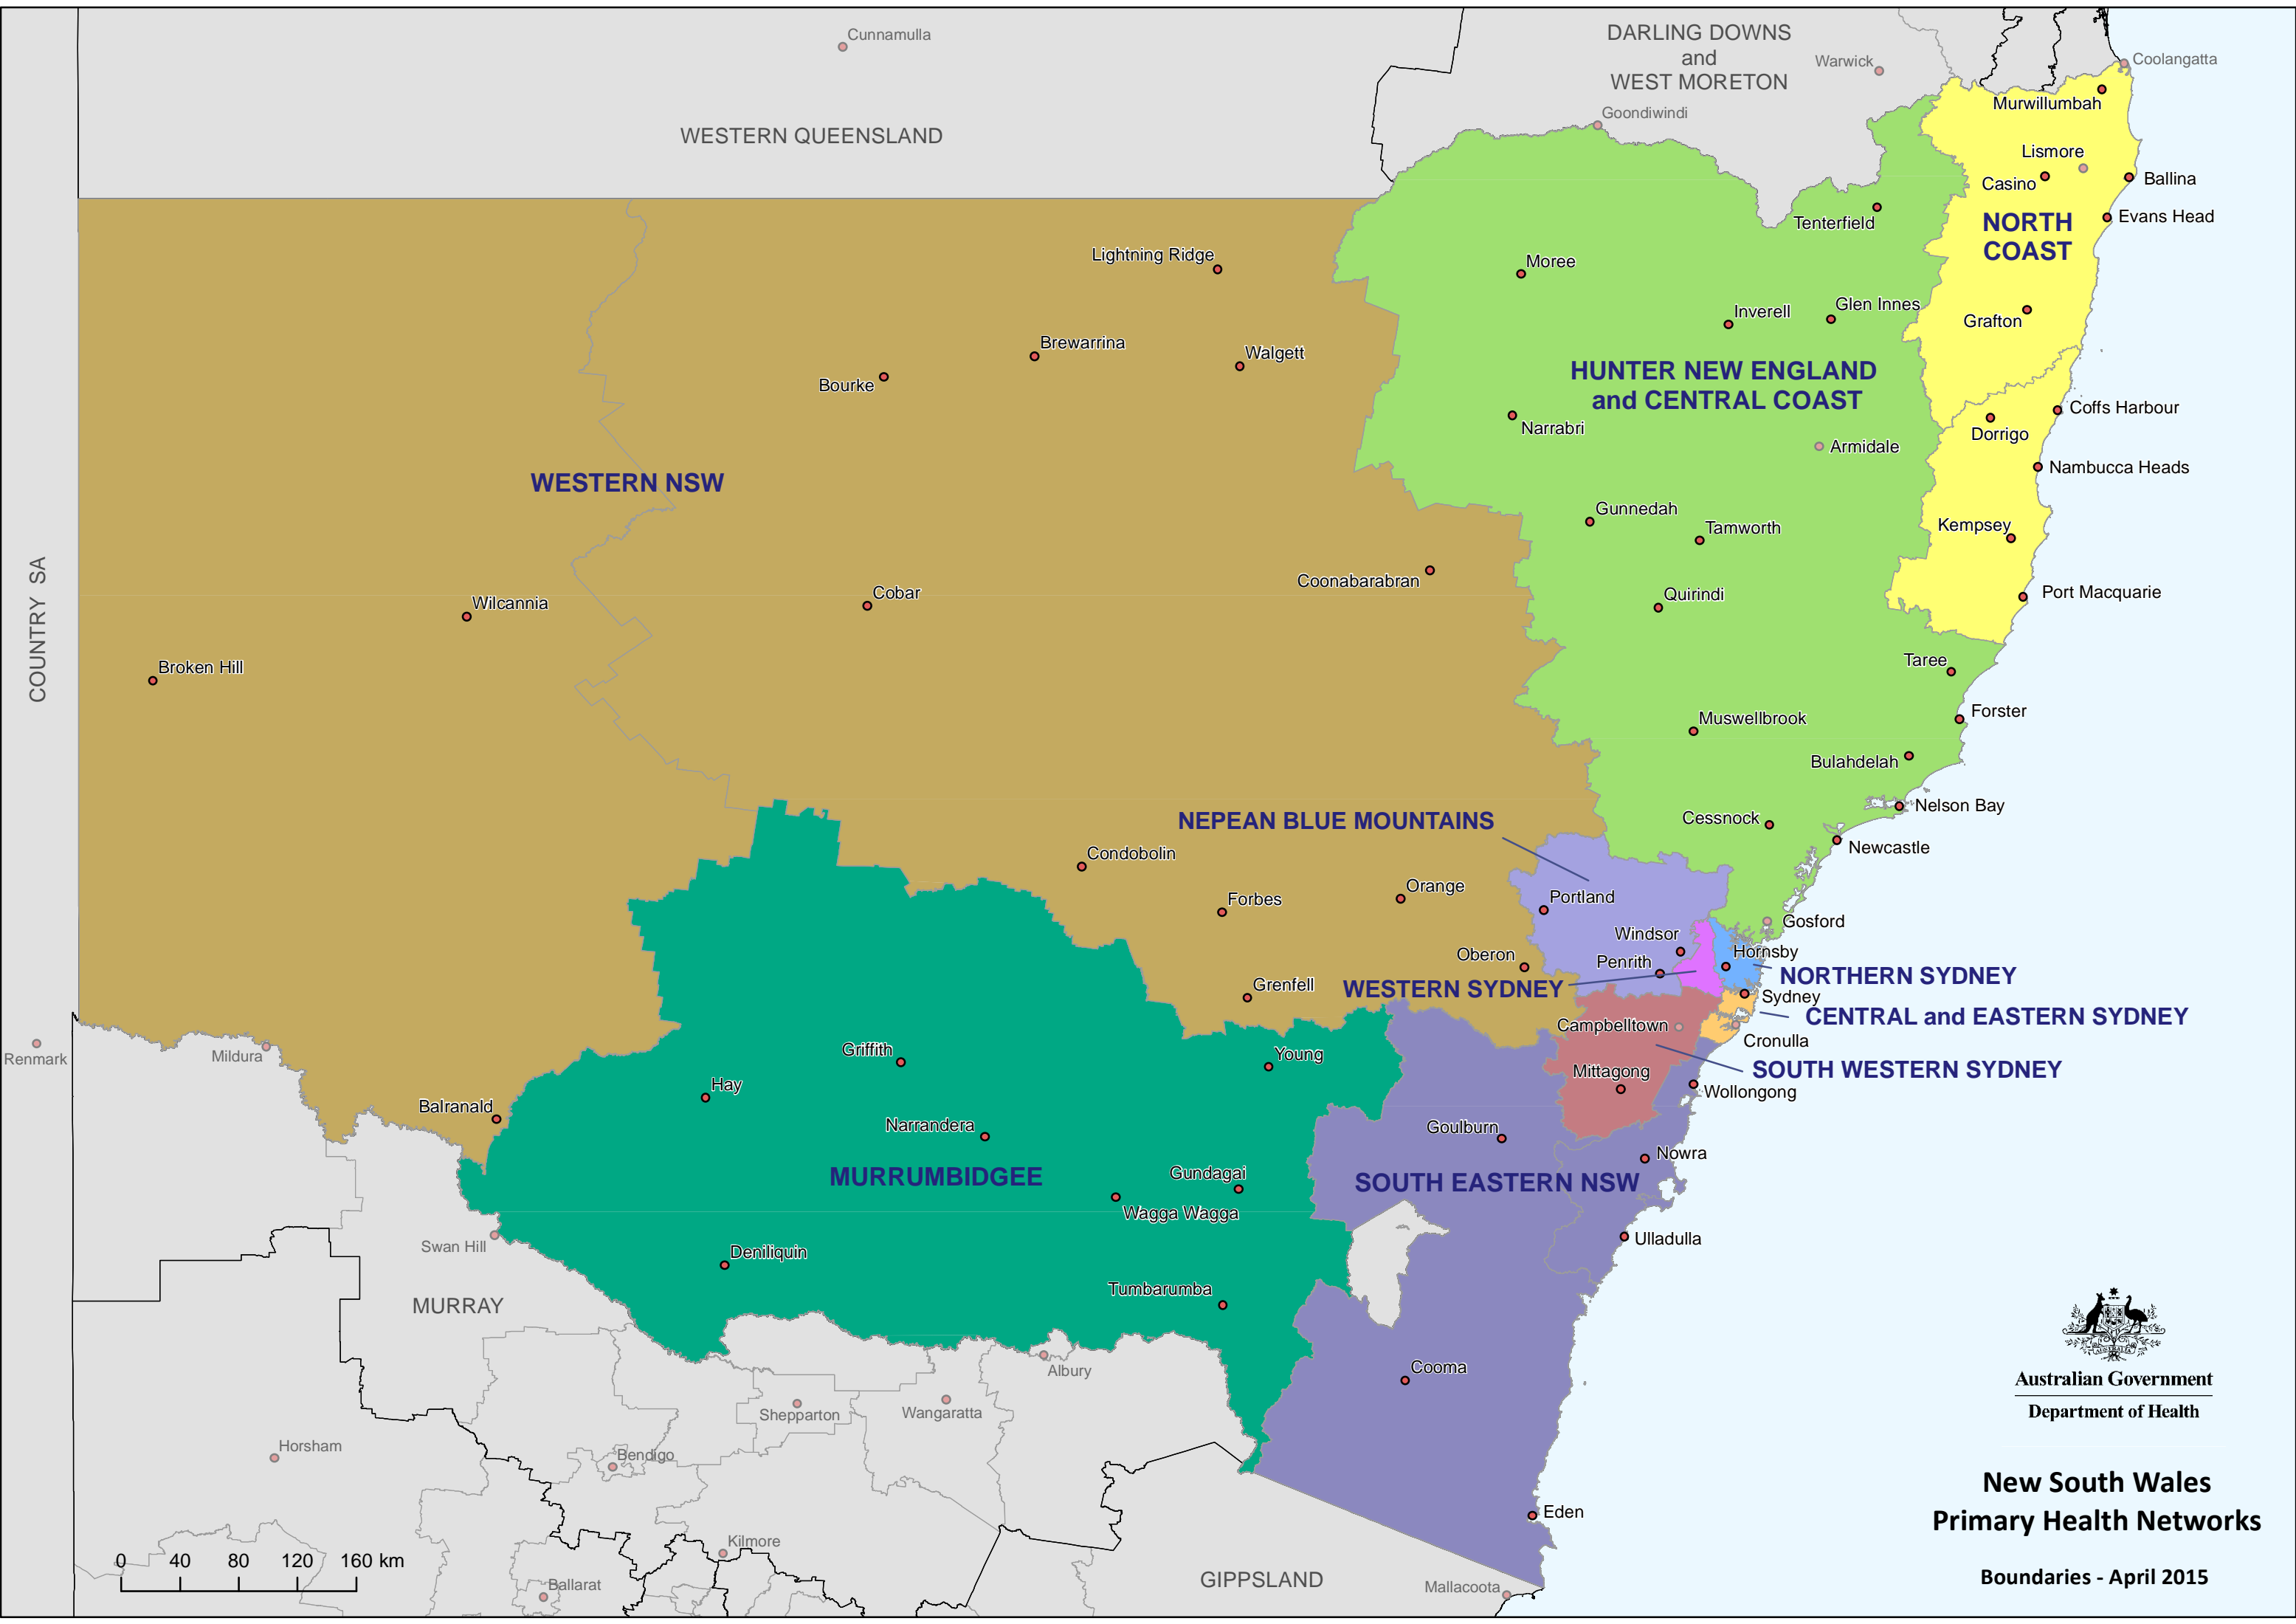 Cunnamulla
DARLING DOWNS
and
WEST MORETON
Warwick
Coolangatta
Goondiwindi
Murwillumbah
WESTERN QUEENSLAND
Lismore
Casino
Ballina
Tenterfield
NORTH
COAST
Evans Head
Lightning Ridge
Moree
Inverell
Glen Innes
Grafton
Brewarrina
Walgett
Bourke
HUNTER NEW ENGLAND
and CENTRAL COAST
Coffs Harbour
Narrabri
Dorrigo
Armidale
Nambucca Heads
WESTERN NSW
Gunnedah
Tamworth
Kempsey
COUNTRY SA
Wilcannia
Cobar
Coonabarabran
Quirindi
Port Macquarie
Broken Hill
Taree
Forster
Muswellbrook
Bulahdelah
Nelson Bay
NEPEAN BLUE MOUNTAINS
Cessnock
Newcastle
Condobolin
Forbes
Orange
Portland
Gosford
Windsor
Hornsby
Oberon
Penrith
NORTHERN SYDNEY
Grenfell
WESTERN SYDNEY
Sydney
CENTRAL and EASTERN SYDNEY
Campbelltown
Cronulla
Renmark
Mildura
Griffith
Young
SOUTH WESTERN SYDNEY
Mittagong
Hay
Wollongong
Balranald
Narrandera
Goulburn
Nowra
MURRUMBIDGEE
Gundagai
SOUTH EASTERN NSW
Wagga Wagga
Swan Hill
Ulladulla
Deniliquin
MURRAY
Tumbarumba
Albury
Cooma
Australian Government
Department of Health
Shepparton
Wangaratta
Horsham
Bendigo
New South Wales
Primary Health Networks
Eden
Kilmore
0 40 80 120 160 km
Ballarat
GIPPSLAND
Mallacoota
Boundaries - April 2015